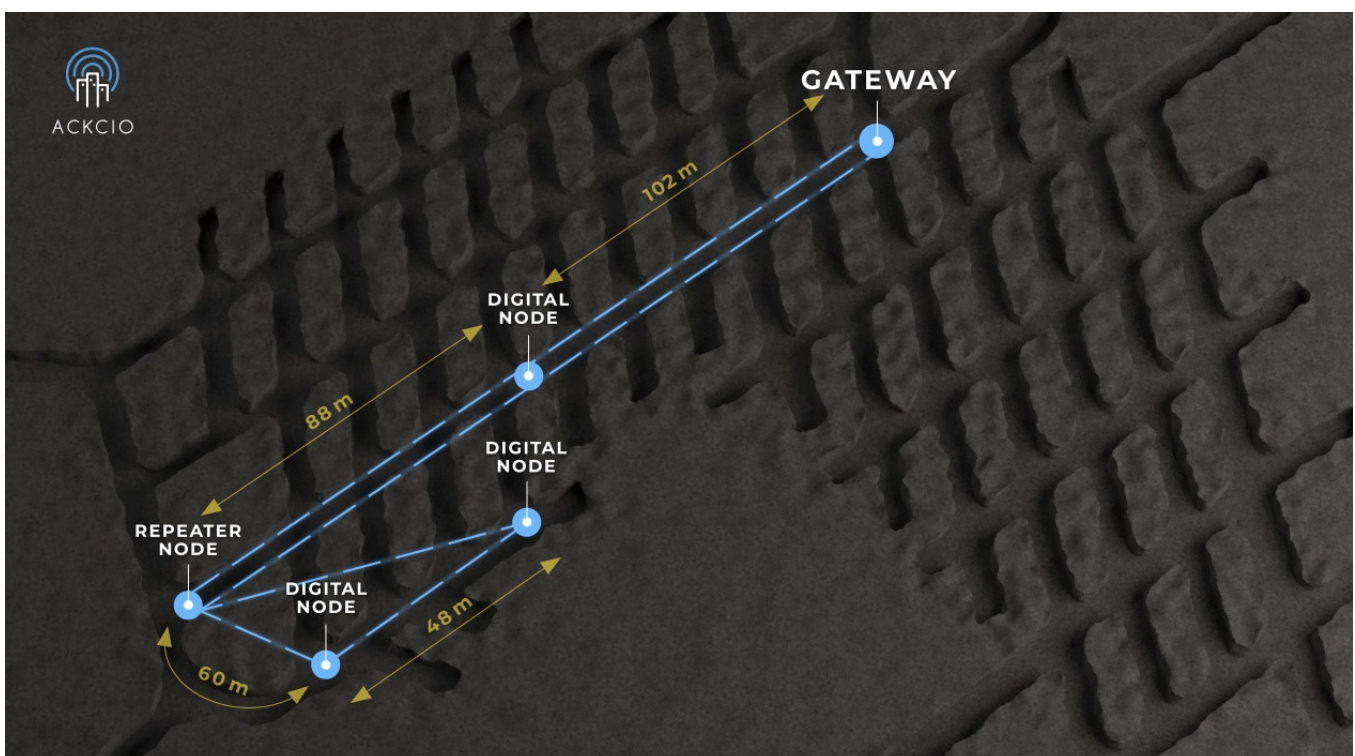 ACKCIO
GATEWAY
102 m
DIGITAL
NODE
88 m
DIGITAL
NODE
REPEATER
NODE
DIGITAL
NODE
48 m
60 m